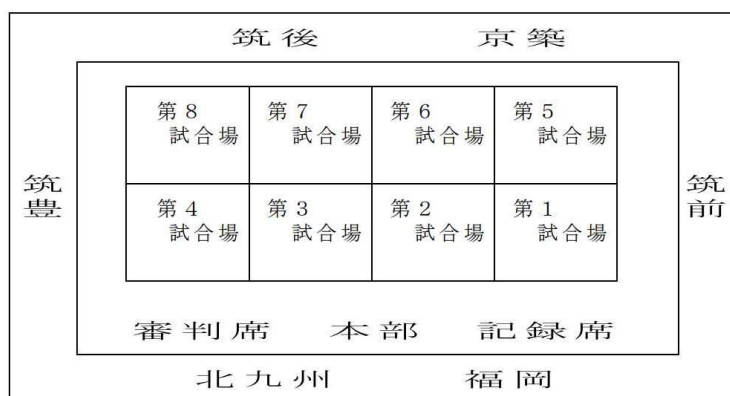 筑後 京築
第８ 第７ 第６ 第５
試合場 試合場 試合場 試合場
筑豊 筑前
第４ 第３ 第２ 第１
試合場 試合場 試合場 試合場
審判席 本部 記録席
北九州 福岡